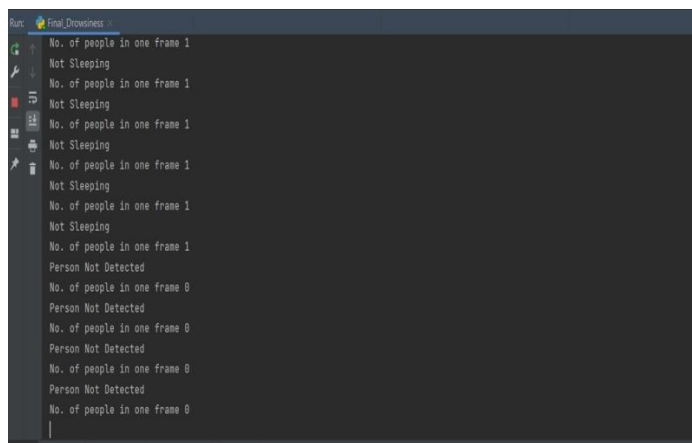 Run: Final_Drowsiness ×
No. of people in one frame 1
Not Sleeping
No. of people in one frame 1
Not Sleeping
No. of people in one frame 1
Not Sleeping
No. of people in one frame 1
Not Sleeping
No. of people in one frame 1
Not Sleeping
No. of people in one frame 1
Person Not Detected
No. of people in one frame 0
Person Not Detected
No. of people in one frame 0
Person Not Detected
No. of people in one frame 0
Person Not Detected
No. of people in one frame 0